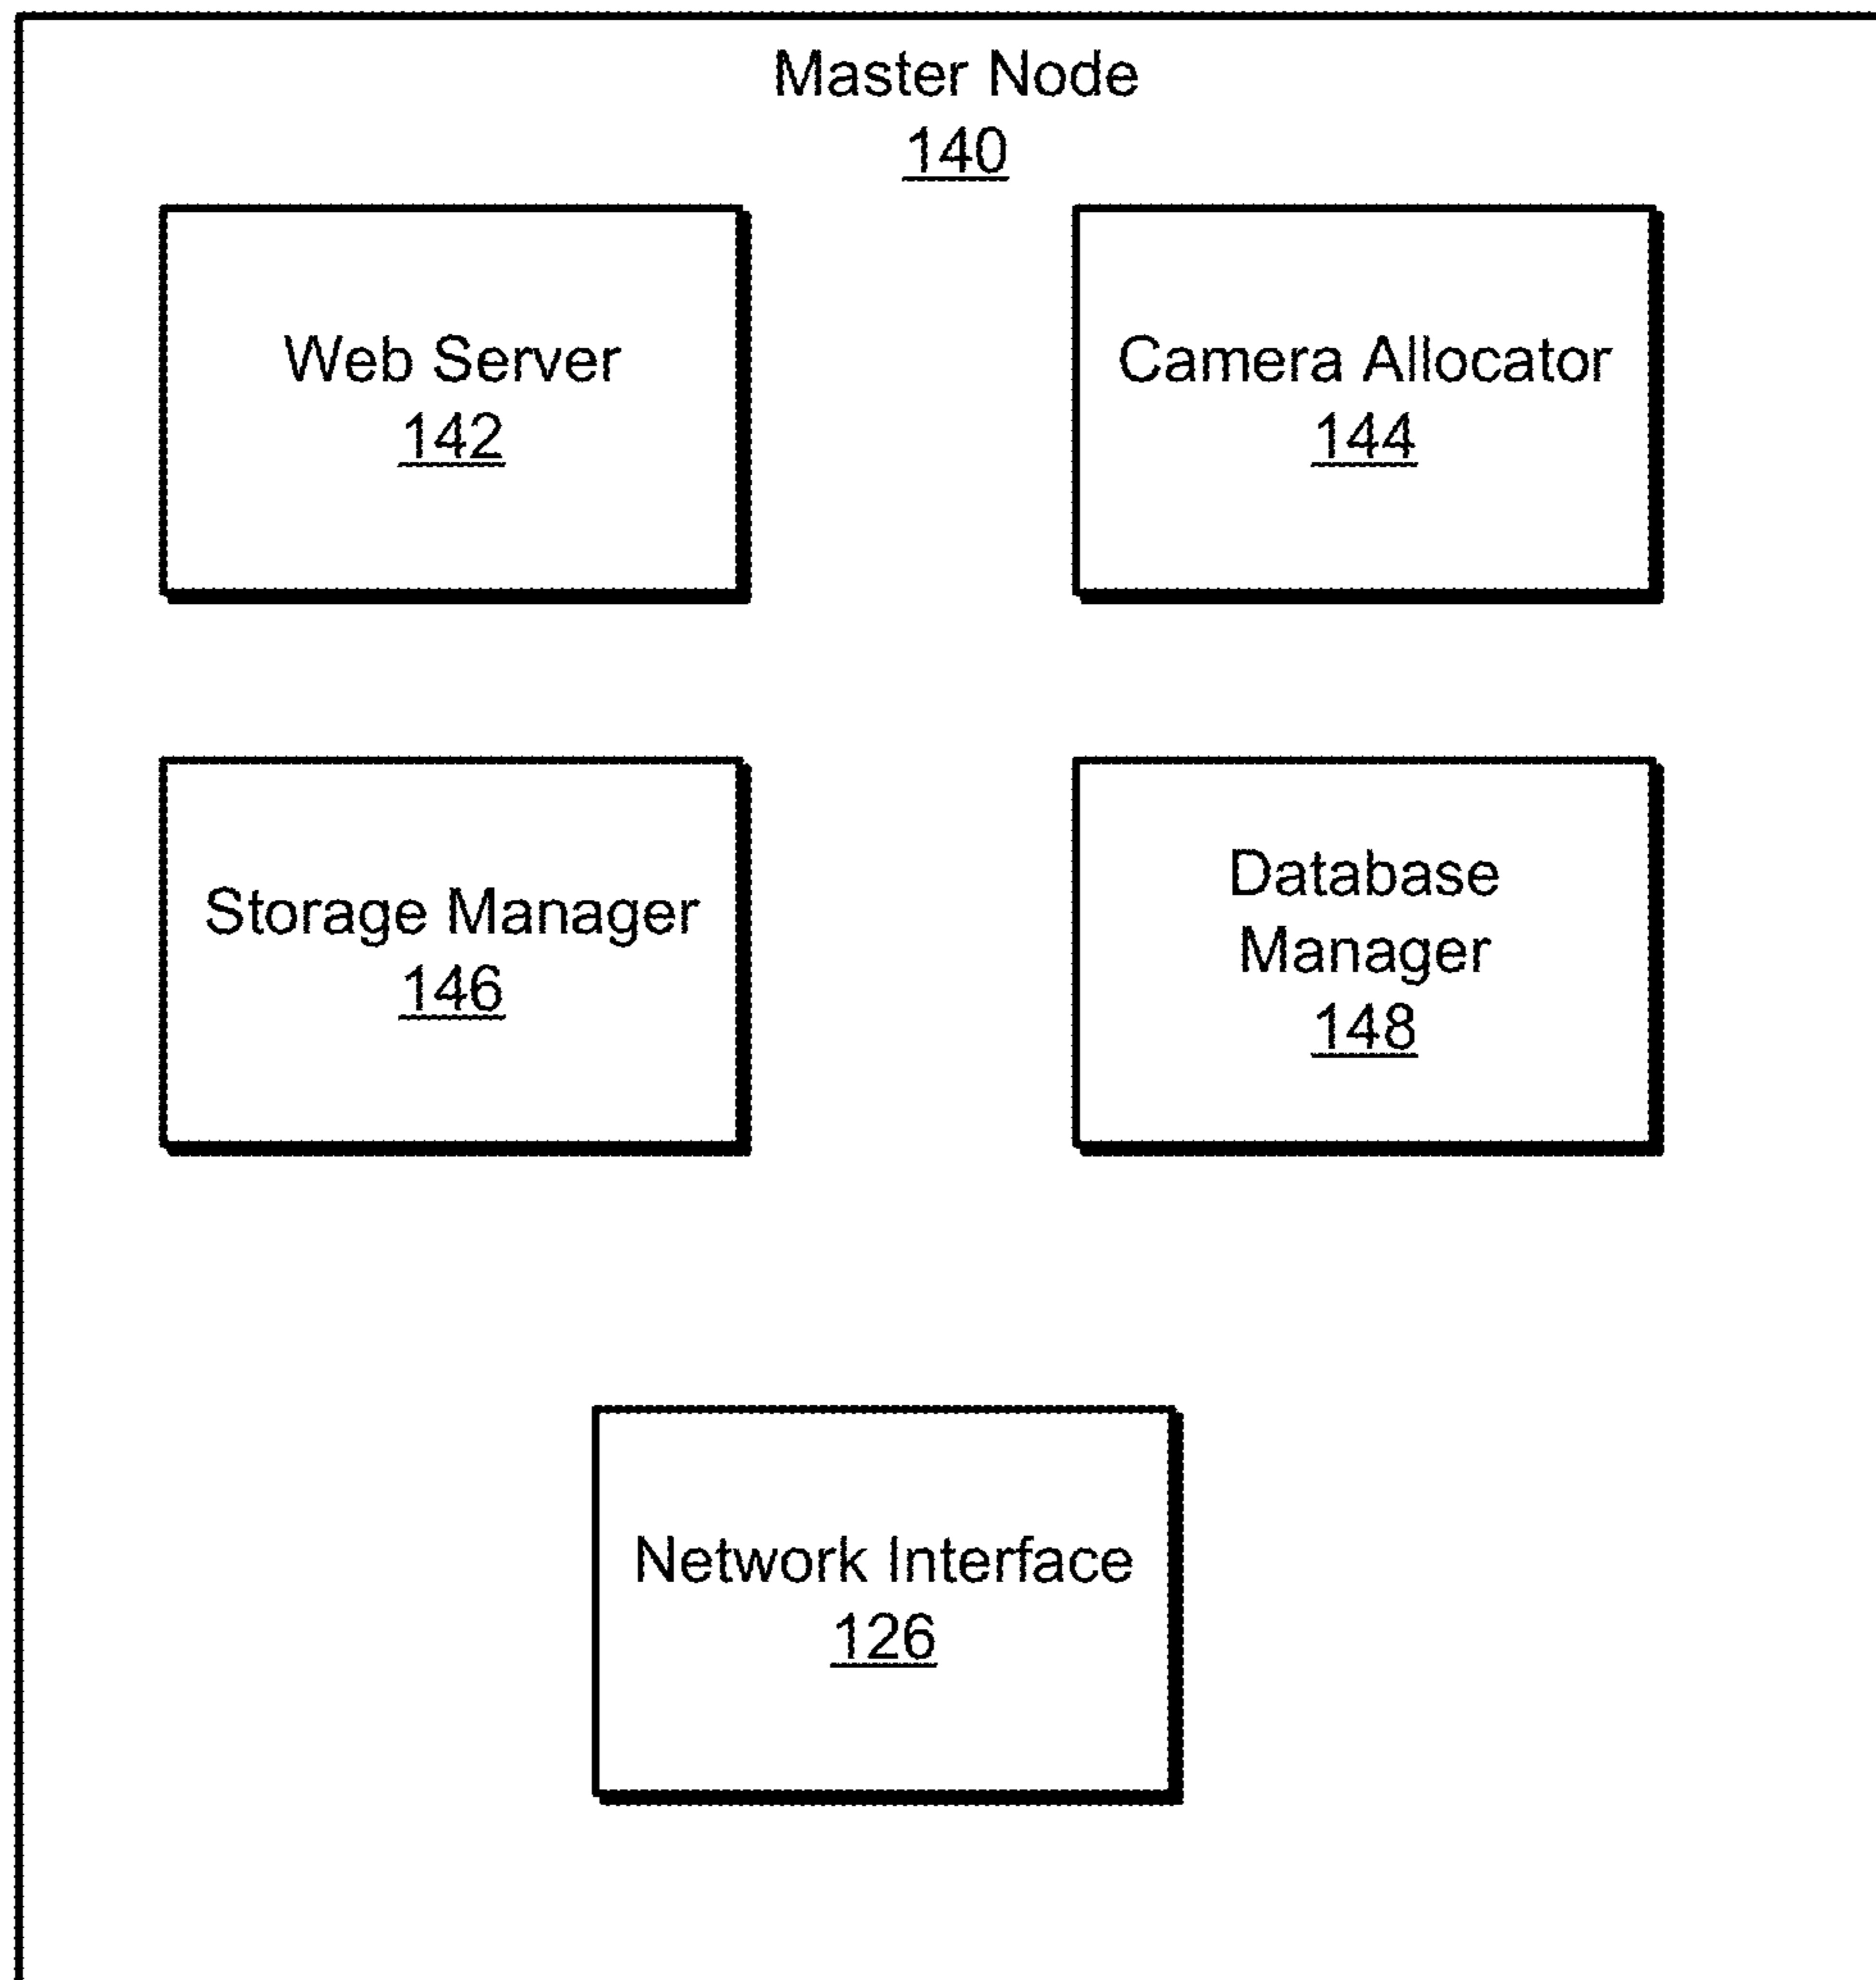 Master Node
140
Web Server
142
Camera Allocator
144
Storage Manager
146
Database
Manager
148
Network Interface
126